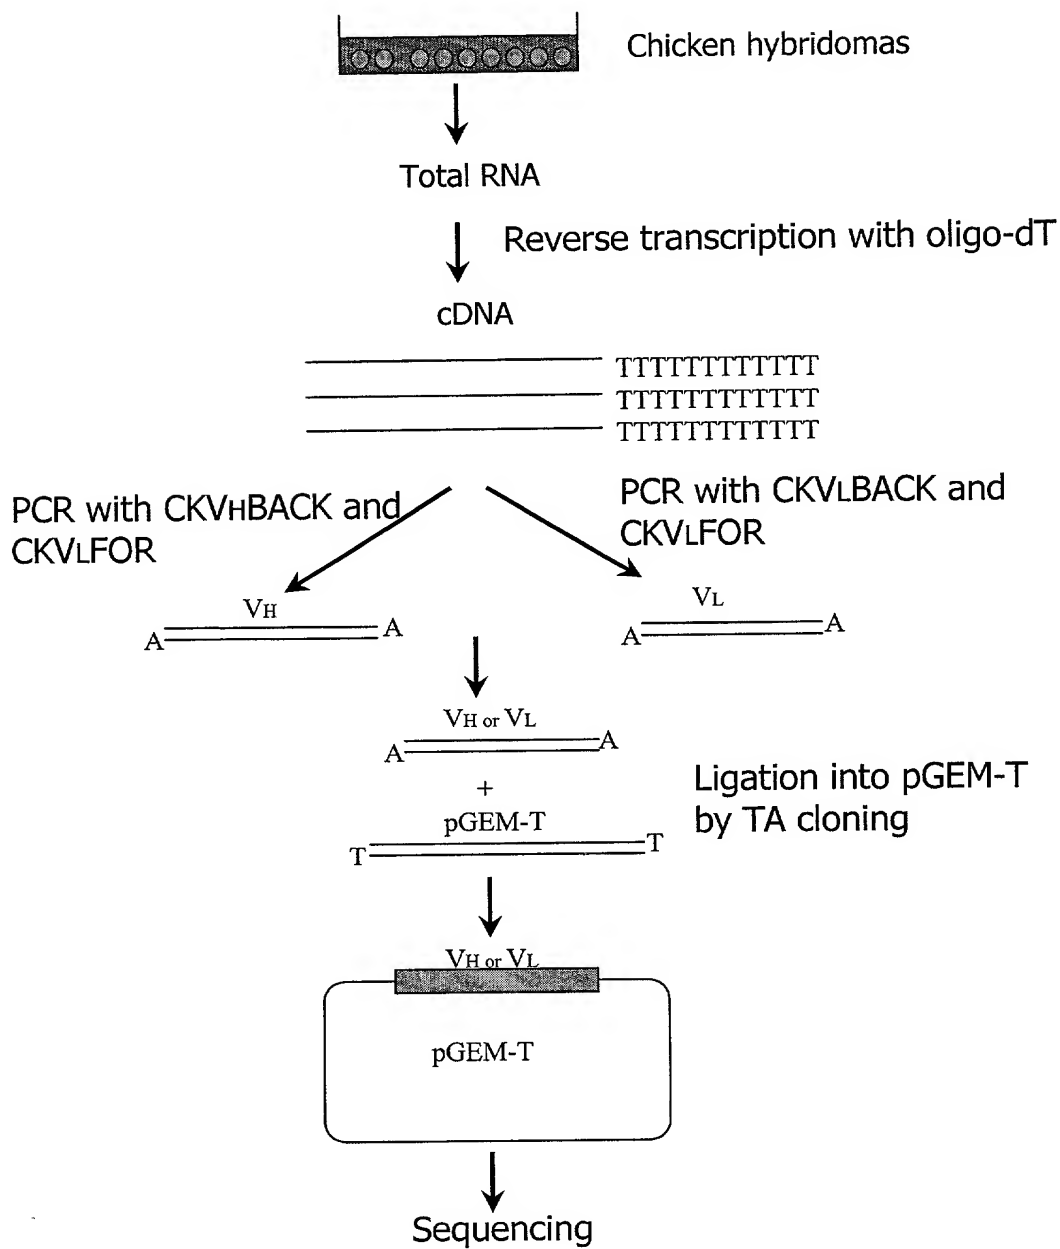 Chicken hybridomas
Total RNA
Reverse transcription with oligo-dT
cDNA
TTTTTTTTTTTT
TTTTTTTTTTTT
TTTTTTTTTTTT
PCR with CKVHBACK and
CKVLFOR
PCR with CKVLBACK and
CKVLFOR
VH
A A
VL
A A
VH or VL
A A
+
pGEM-T
T T
Ligation into pGEM-T
by TA cloning
VH or VL
pGEM-T
Sequencing